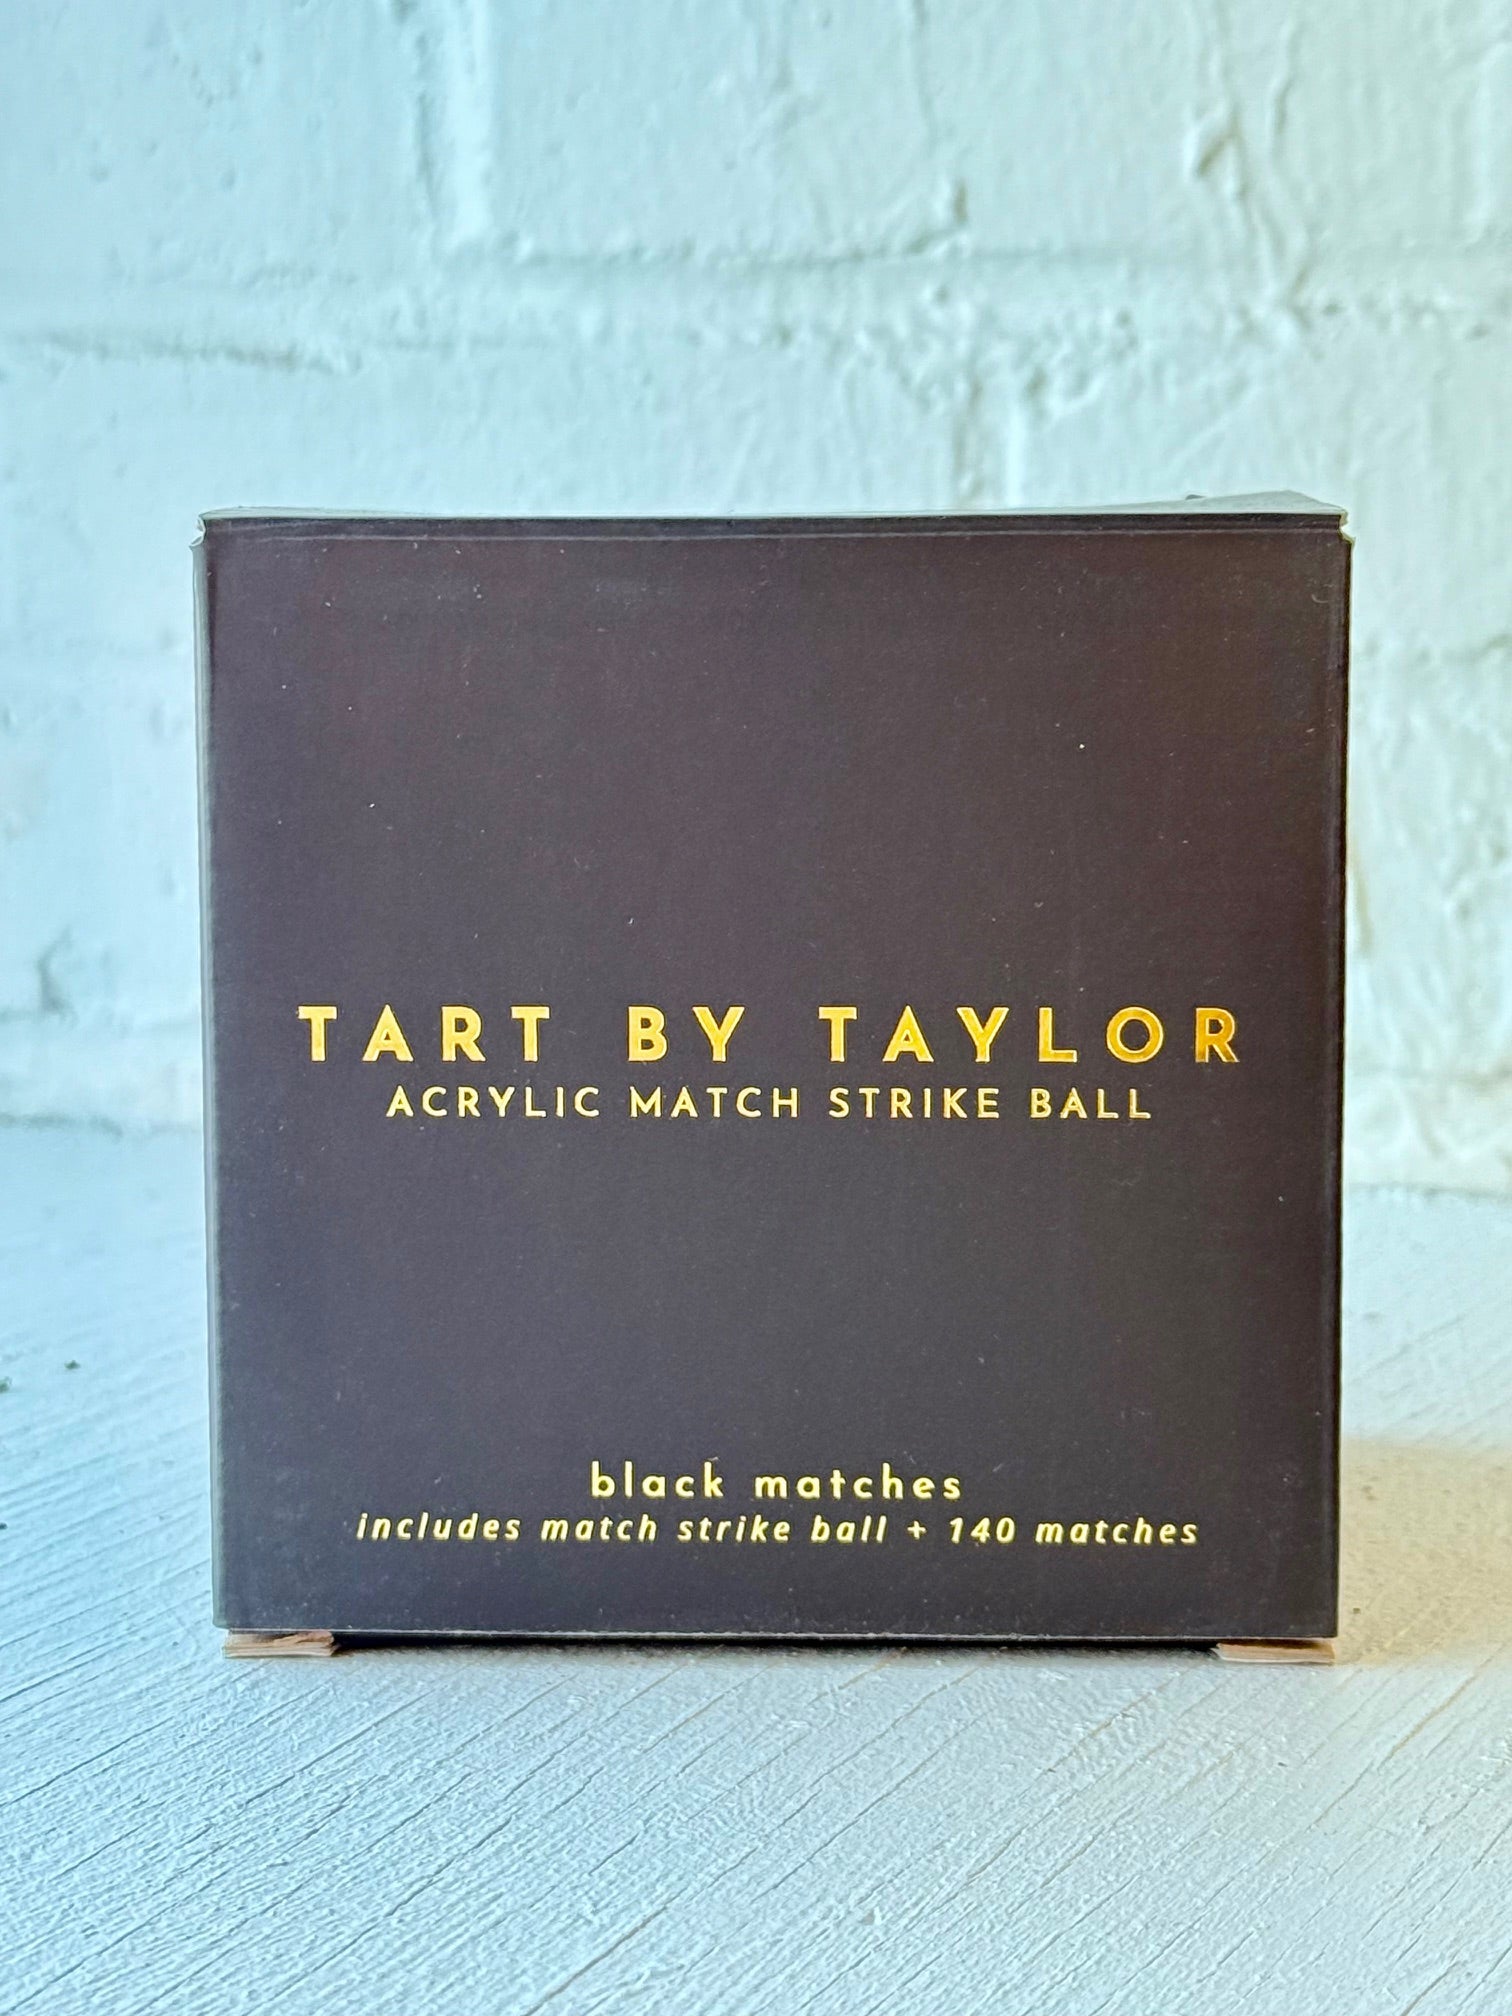 TART BY TAYLOR
ACRYLIC MATCH STRIKE BALL
black matches
includes match strike ball + 140 matches